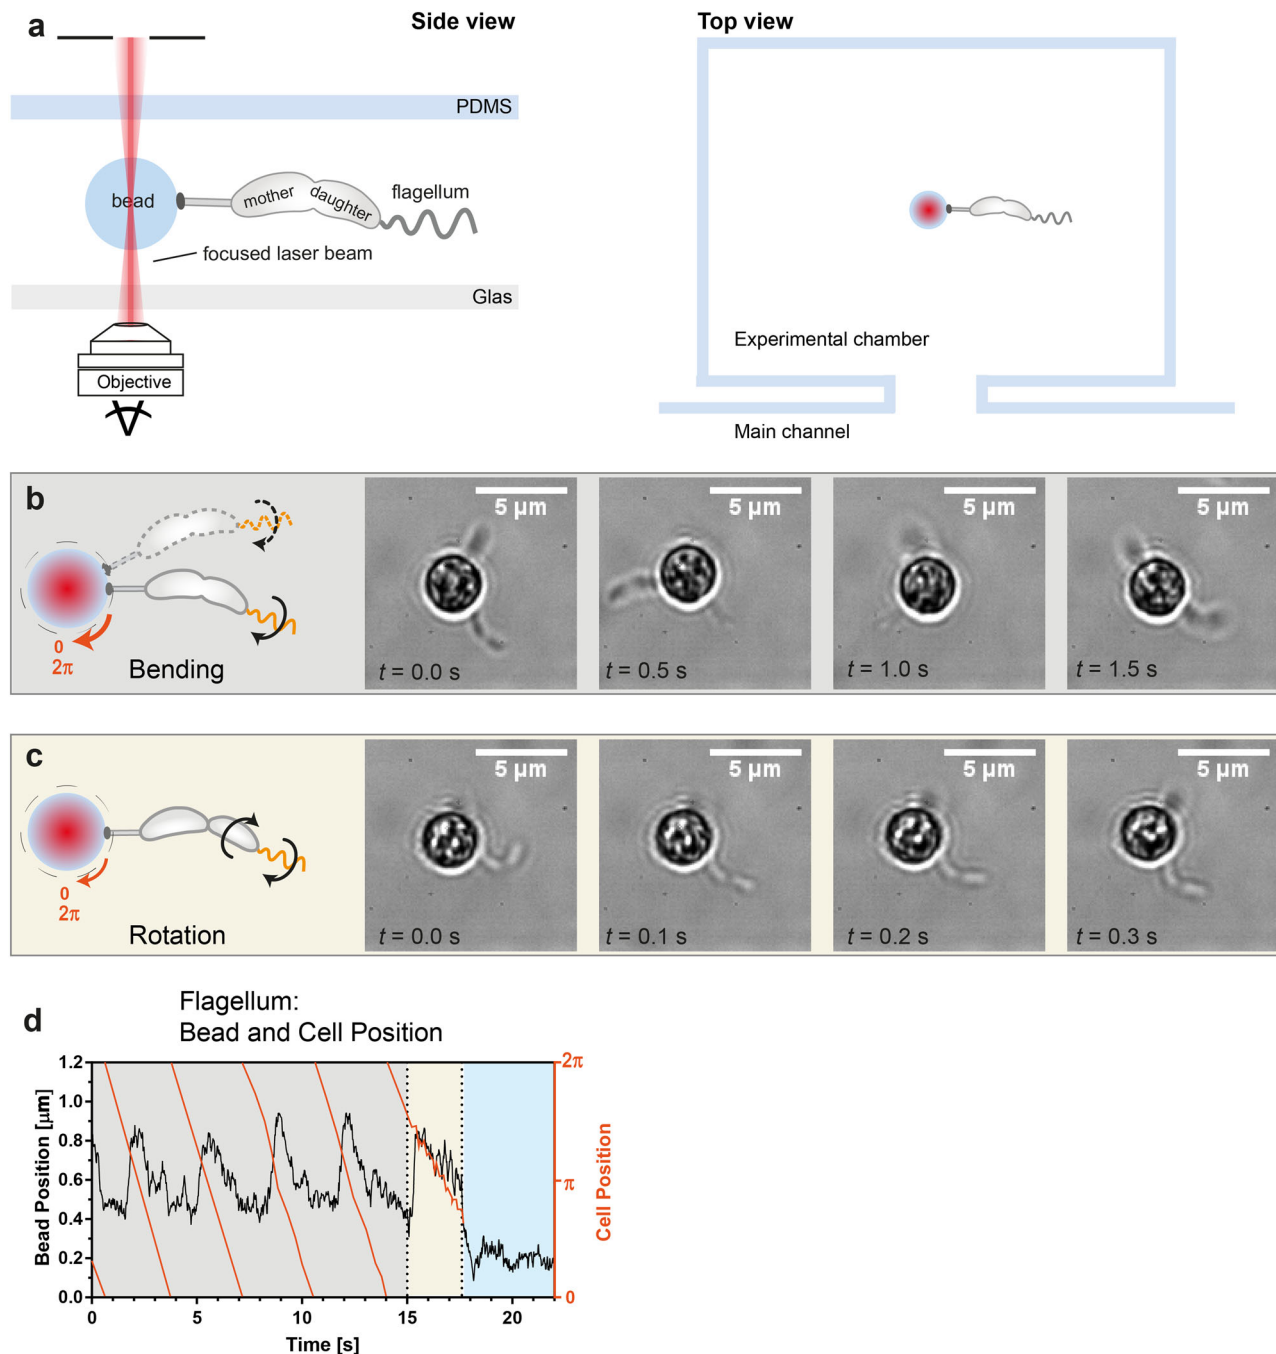 a
Side view
Top view
PDMS
bead
mother
daughter
flagellum
focused laser beam
Glas
Objective
Experimental chamber
Main channel
b
0
2π
Bending
5 µm
t = 0.0 s
5 µm
t = 0.5 s
5 µm
t = 1.0 s
5 µm
t = 1.5 s
c
0
2π
Rotation
5 µm
t = 0.0 s
5 µm
t = 0.1 s
5 µm
t = 0.2 s
5 µm
t = 0.3 s
d
Flagellum:
Bead and Cell Position
Bead Position [µm]
1.2
1.0
0.8
0.6
0.4
0.2
0.0
2π
π
0
Cell Position
0
5
10
15
20
Time [s]